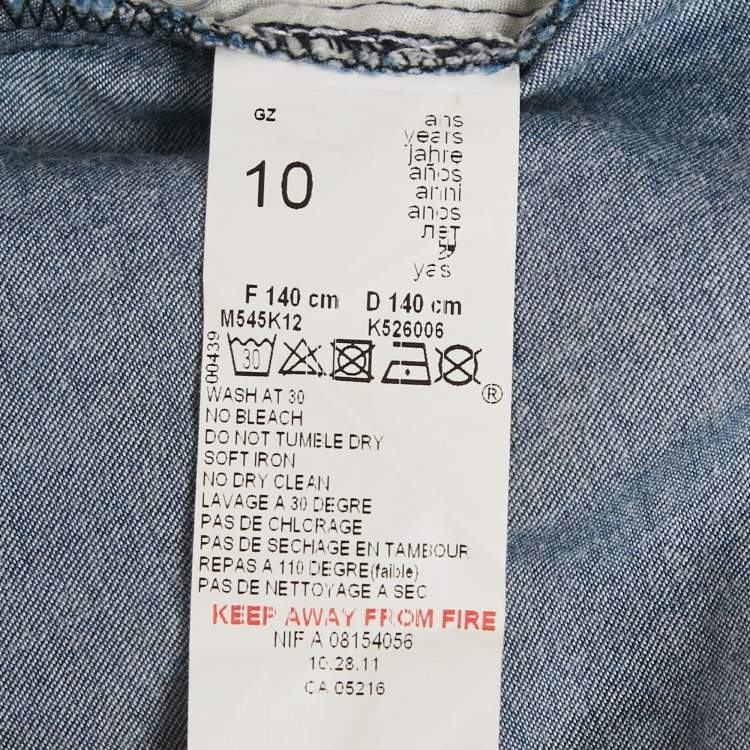 GZ
10
ans
years
jahre
años
anni
anos
лет
yas
F 140 cm D 140 cm
M545K12 K526006
00439
30
®
WASH AT 30
NO BLEACH
DO NOT TUMBLE DRY
SOFT IRON
NO DRY CLEAN
LAVAGE A 30 DEGRE
PAS DE CHLORAGE
PAS DE SECHAGE EN TAMBOUR
REPAS A 110 DEGRE(faible)
PAS DE NETTOYAGE A SEC
KEEP AWAY FROM FIRE
NIF A 08154056
10.28.11
CA 05216